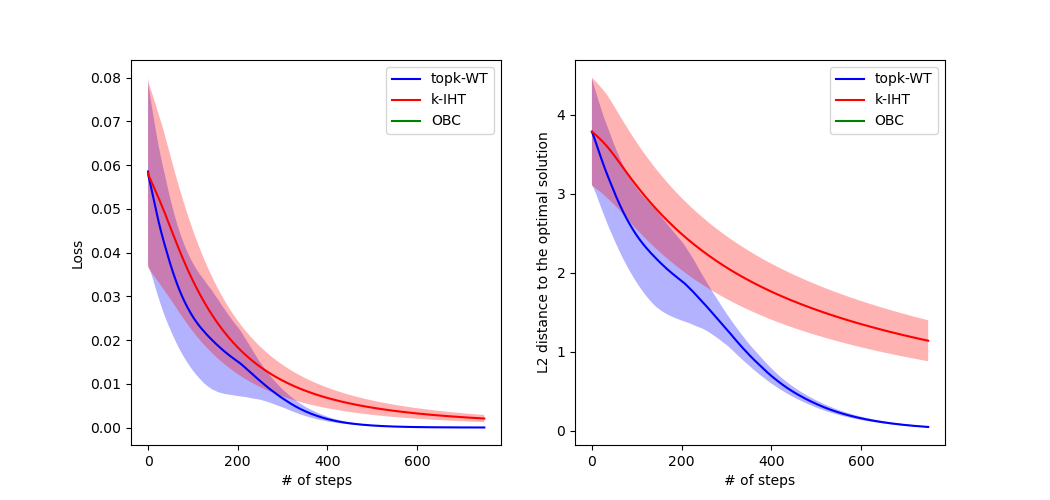 0.08
0.07
0.06
0.05
0.04
0.03
0.02
0.01
0.00
Loss
0 200 400 600
# of steps
topk-WT
k-IHT
OBC
4
3
2
1
0
L2 distance to the optimal solution
0 200 400 600
# of steps
topk-WT
k-IHT
OBC